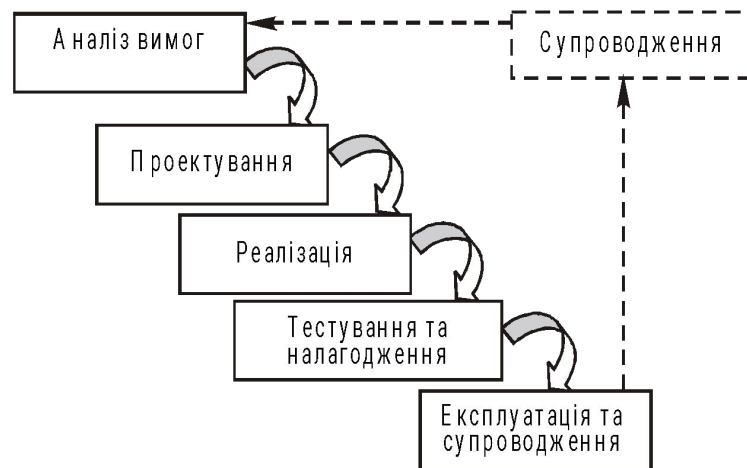 Аналіз вимог
Супроводження
Проектування
Реалізація
Тестування та
налагодження
Експлуатація та
супроводження